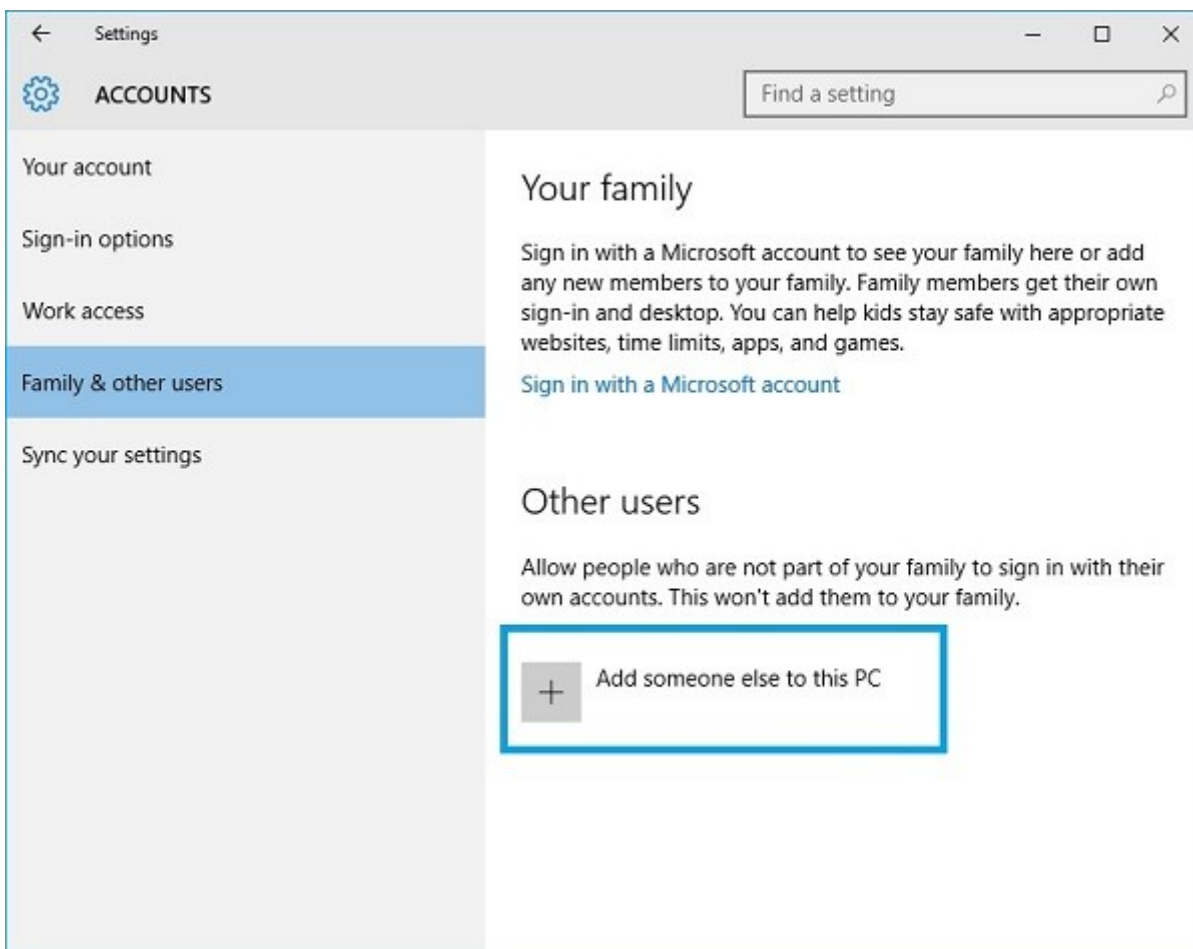 Settings
ACCOUNTS
Find a setting
Your account
Sign-in options
Work access
Family & other users
Sync your settings
Your family
Sign in with a Microsoft account to see your family here or add
any new members to your family. Family members get their own
sign-in and desktop. You can help kids stay safe with appropriate
websites, time limits, apps, and games.
Sign in with a Microsoft account
Other users
Allow people who are not part of your family to sign in with their
own accounts. This won't add them to your family.
Add someone else to this PC